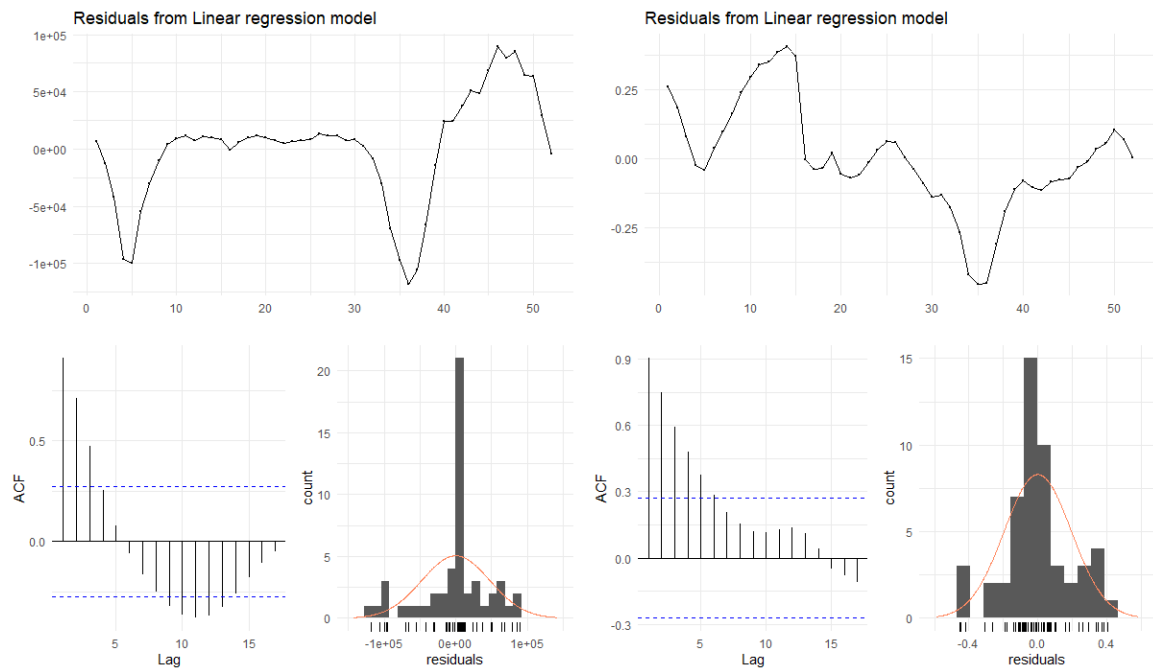 Residuals from Linear regression model
1e+05
5e+04
0e+00
-5e+04
-1e+05
0 10 20 30 40 50
ACF
0.5
0.0
5 10 15
Lag
count
20
15
10
5
0
-1e+05 0e+00 1e+05
residuals
Residuals from Linear regression model
0.25
0.00
-0.25
0 10 20 30 40 50
ACF
0.9
0.6
0.3
0.0
-0.3
5 10 15
Lag
count
15
10
5
0
-0.4 0.0 0.4
residuals